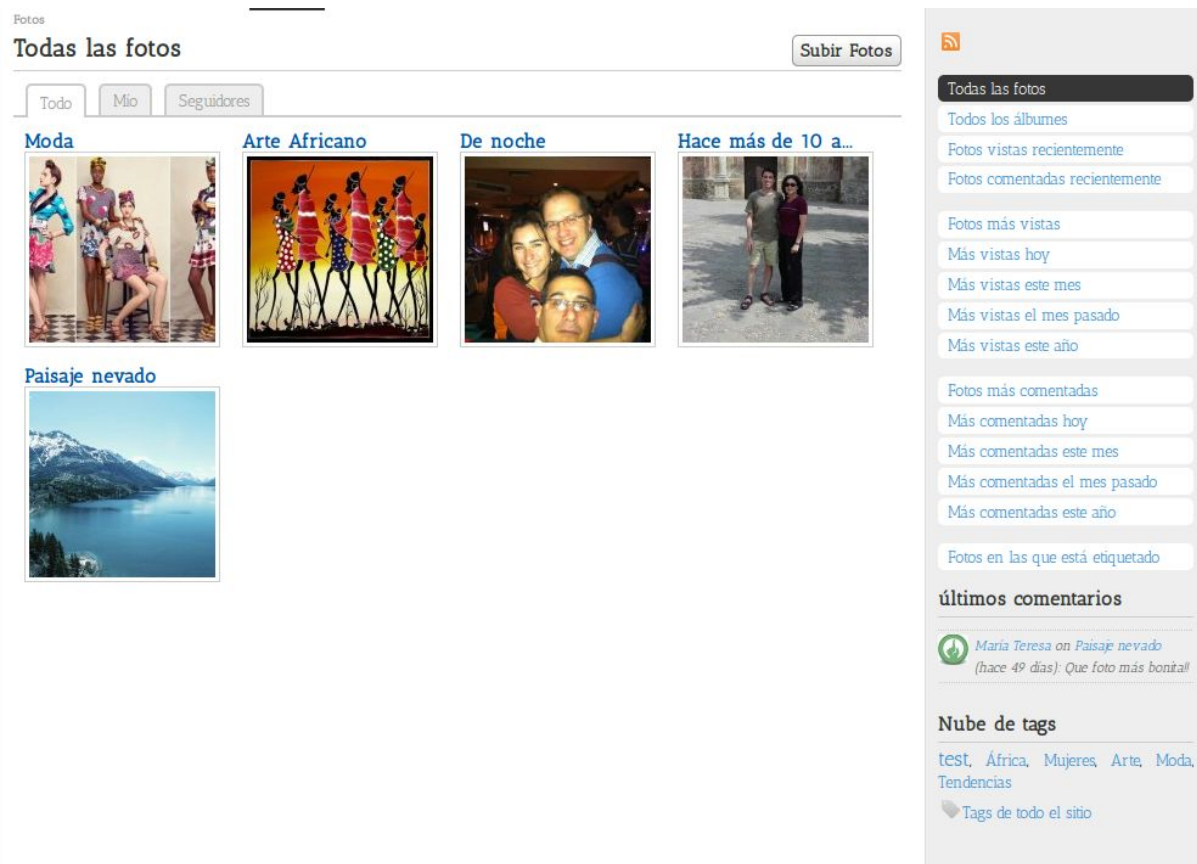 Fotos
Todas las fotos
Subir Fotos
Todo
Mío
Seguidores
Moda
Arte Africano
De noche
Hace más de 10 a...
Paisaje nevado
Todas las fotos
Todos los álbumes
Fotos vistas recientemente
Fotos comentadas recientemente
Fotos más vistas
Más vistas hoy
Más vistas este mes
Más vistas el mes pasado
Más vistas este año
Fotos más comentadas
Más comentadas hoy
Más comentadas este mes
Más comentadas el mes pasado
Más comentadas este año
Fotos en las que está etiquetado
últimos comentarios
María Teresa on Paisaje nevado
(hace 49 días): Que foto más bonita!!
Nube de tags
test, África, Mujeres, Arte, Moda,
Tendencias
Tags de todo el sitio